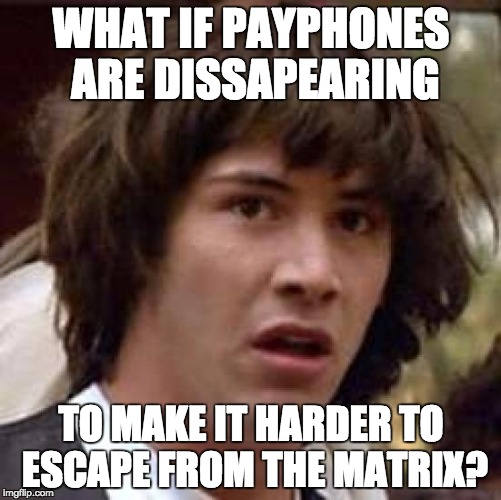 WHAT IF PAYPHONES
ARE DISSAPEARING
TO MAKE IT HARDER TO
ESCAPE FROM THE MATRIX?
imgflip.com